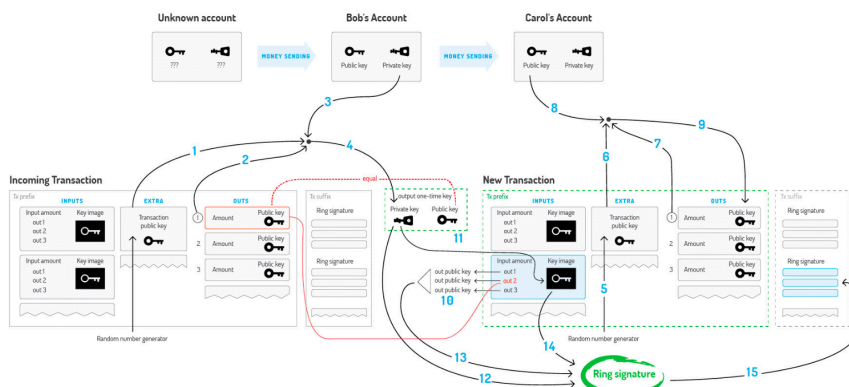 Unknown account
Bob's Account
Carol's Account
???
???
MONEY SENDING
Public key
Private key
MONEY SENDING
Public key
Private key
3
8
9
1
2
4
6
7
Incoming Transaction
equal
New Transaction
Tx prefix
INPUTS
EXTRA
OUTS
Tx suffix
output one-time key
Tx prefix
INPUTS
EXTRA
OUTS
Tx suffix
Input amount
out 1
out 2
out 3
Key image
Transaction
public key
1
Amount
Public key
2
Amount
Public key
3
Amount
Public key
Input amount
out 1
out 2
out 3
Key image
Ring signature
Ring signature
Private key
Public key
11
Input amount
out 1
out 2
out 3
Key image
Transaction
public key
1
Amount
Public key
2
Amount
Public key
3
Amount
Public key
Input amount
out 1
out 2
out 3
Key image
Ring signature
Ring signature
out public key
out public key
out public key
10
5
Random number generator
Random number generator
13
14
12
Ring signature
15